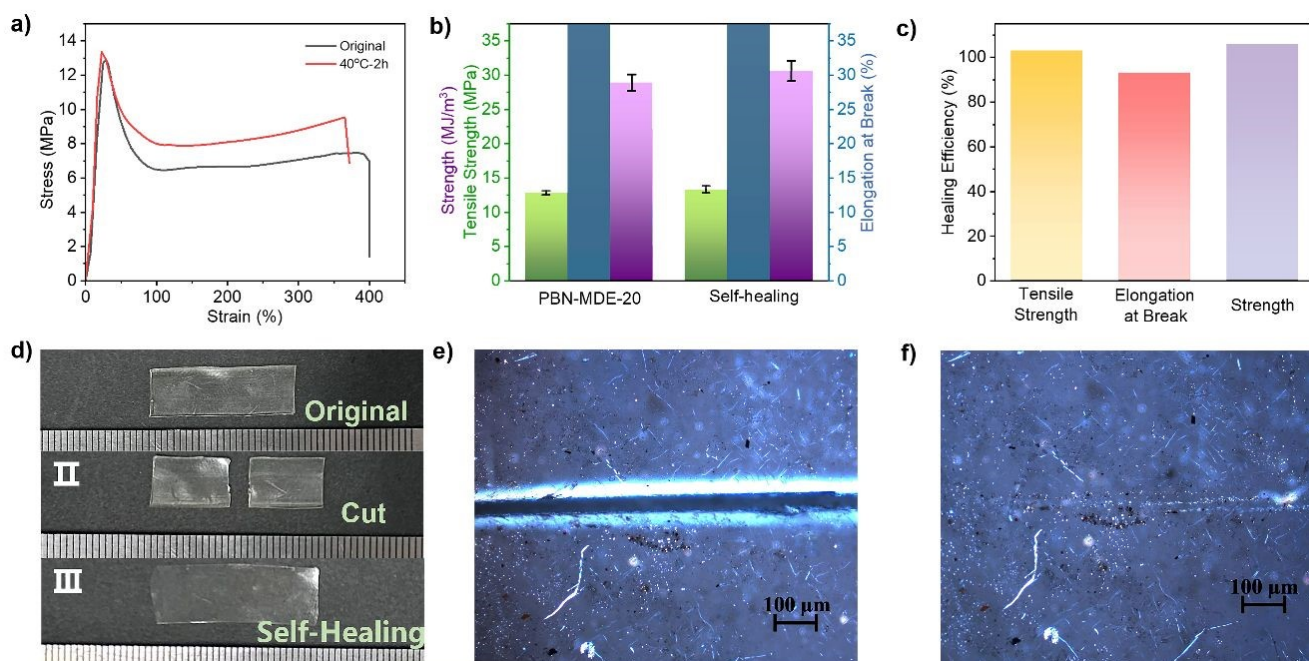 a)
14
12
10
8
6
4
2
0
Stress (MPa)
Original
40°C-2h
0
100
200
300
400
Strain (%)
b)
35
30
25
20
15
10
5
0
Strength (MJ/m³)
Tensile Strength (MPa)
35
30
25
20
15
10
5
0
Elongation at Break (%)
PBN-MDE-20
Self-healing
c)
100
80
60
40
20
0
Healing Efficiency (%)
Tensile
Strength
Elongation
at Break
Strength
d)
Original
II
Cut
III
Self-Healing
e)
100 μm
f)
100 μm